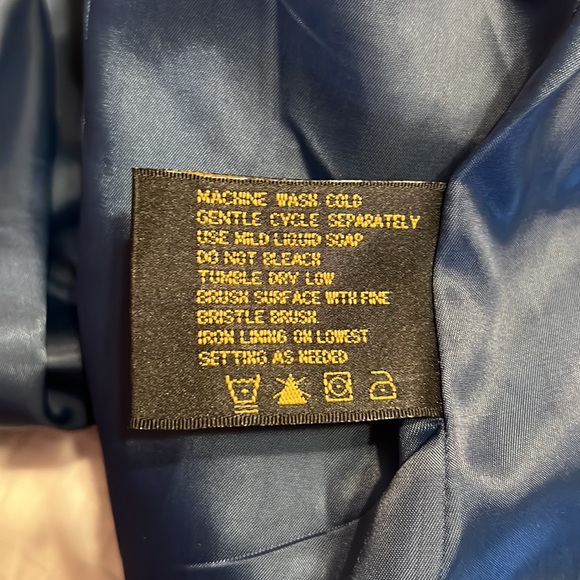 MACHINE WASH COLD
GENTLE CYCLE SEPARATELY
USE MILD LIQUID SOAP
DO NOT BLEACH
TUMBLE DRY LOW
BRUSH SURFACE WITH FINE
BRISTLE BRUSH.
IRON LINING ON LOWEST
SETTING AS NEEDED